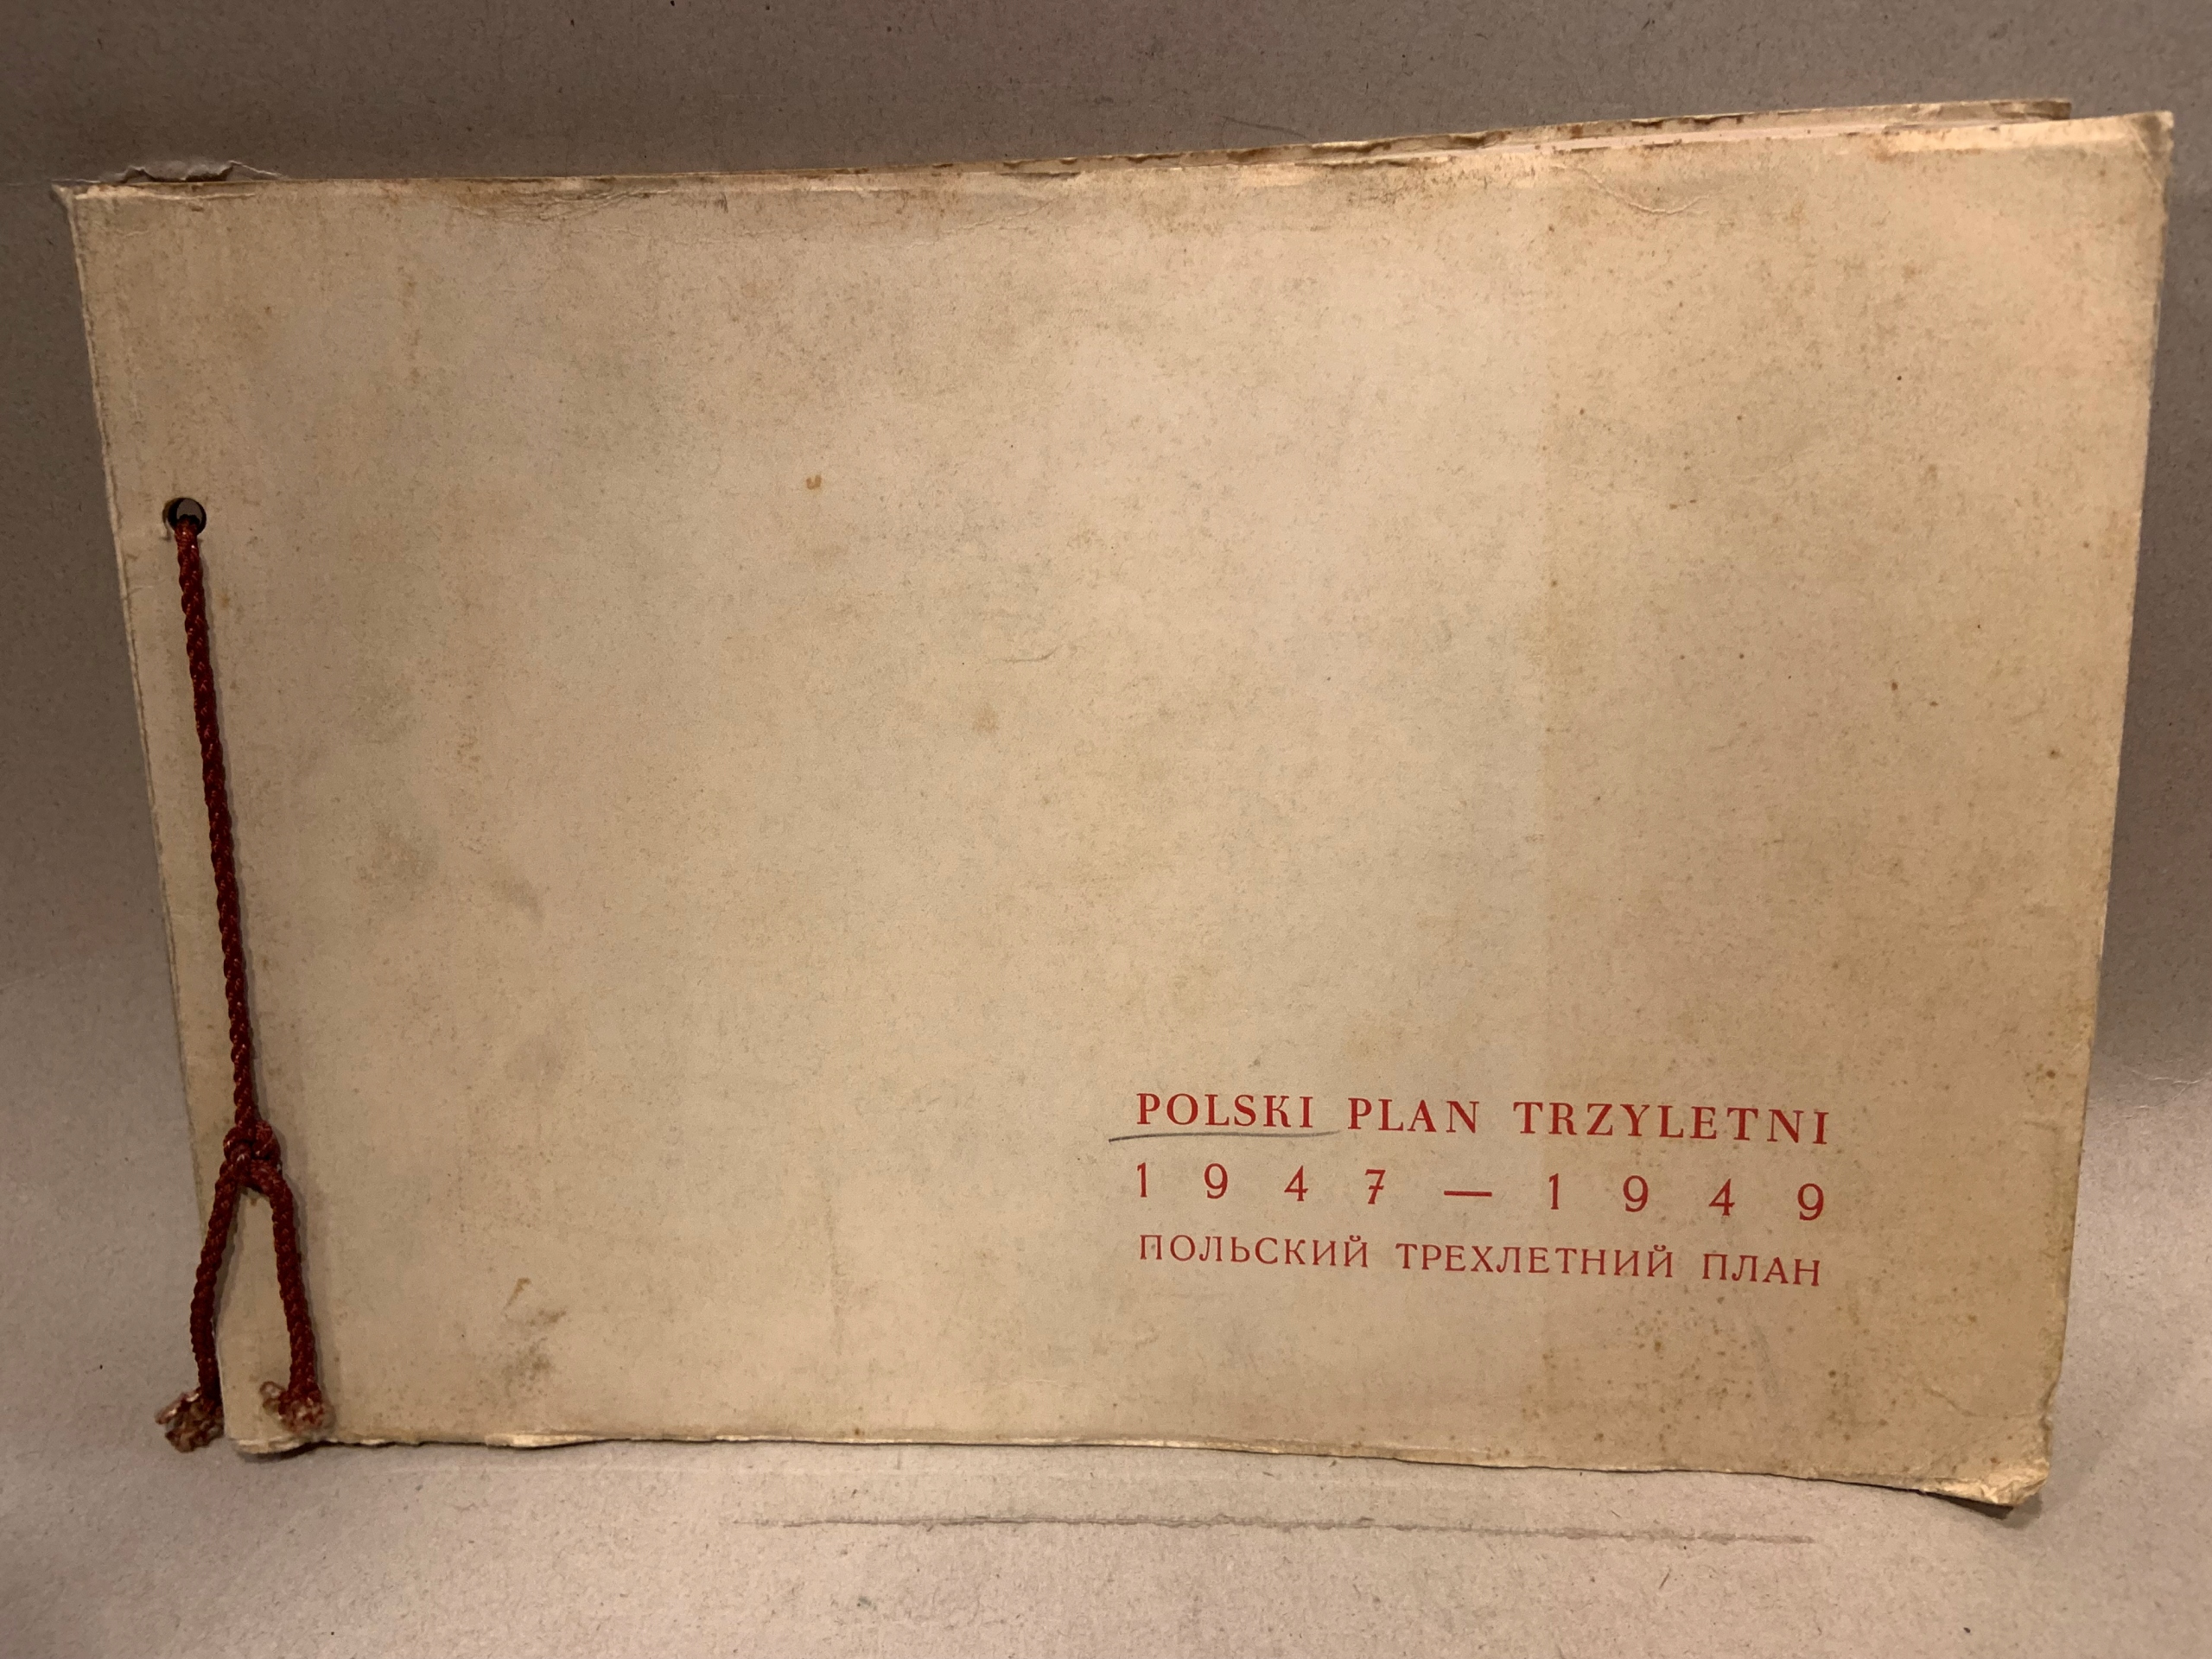 POLSKI PLAN TRZYLETNI
1947 — 1949
ПОЛЬСКИЙ ТРЕХЛЕТНИЙ ПЛАН